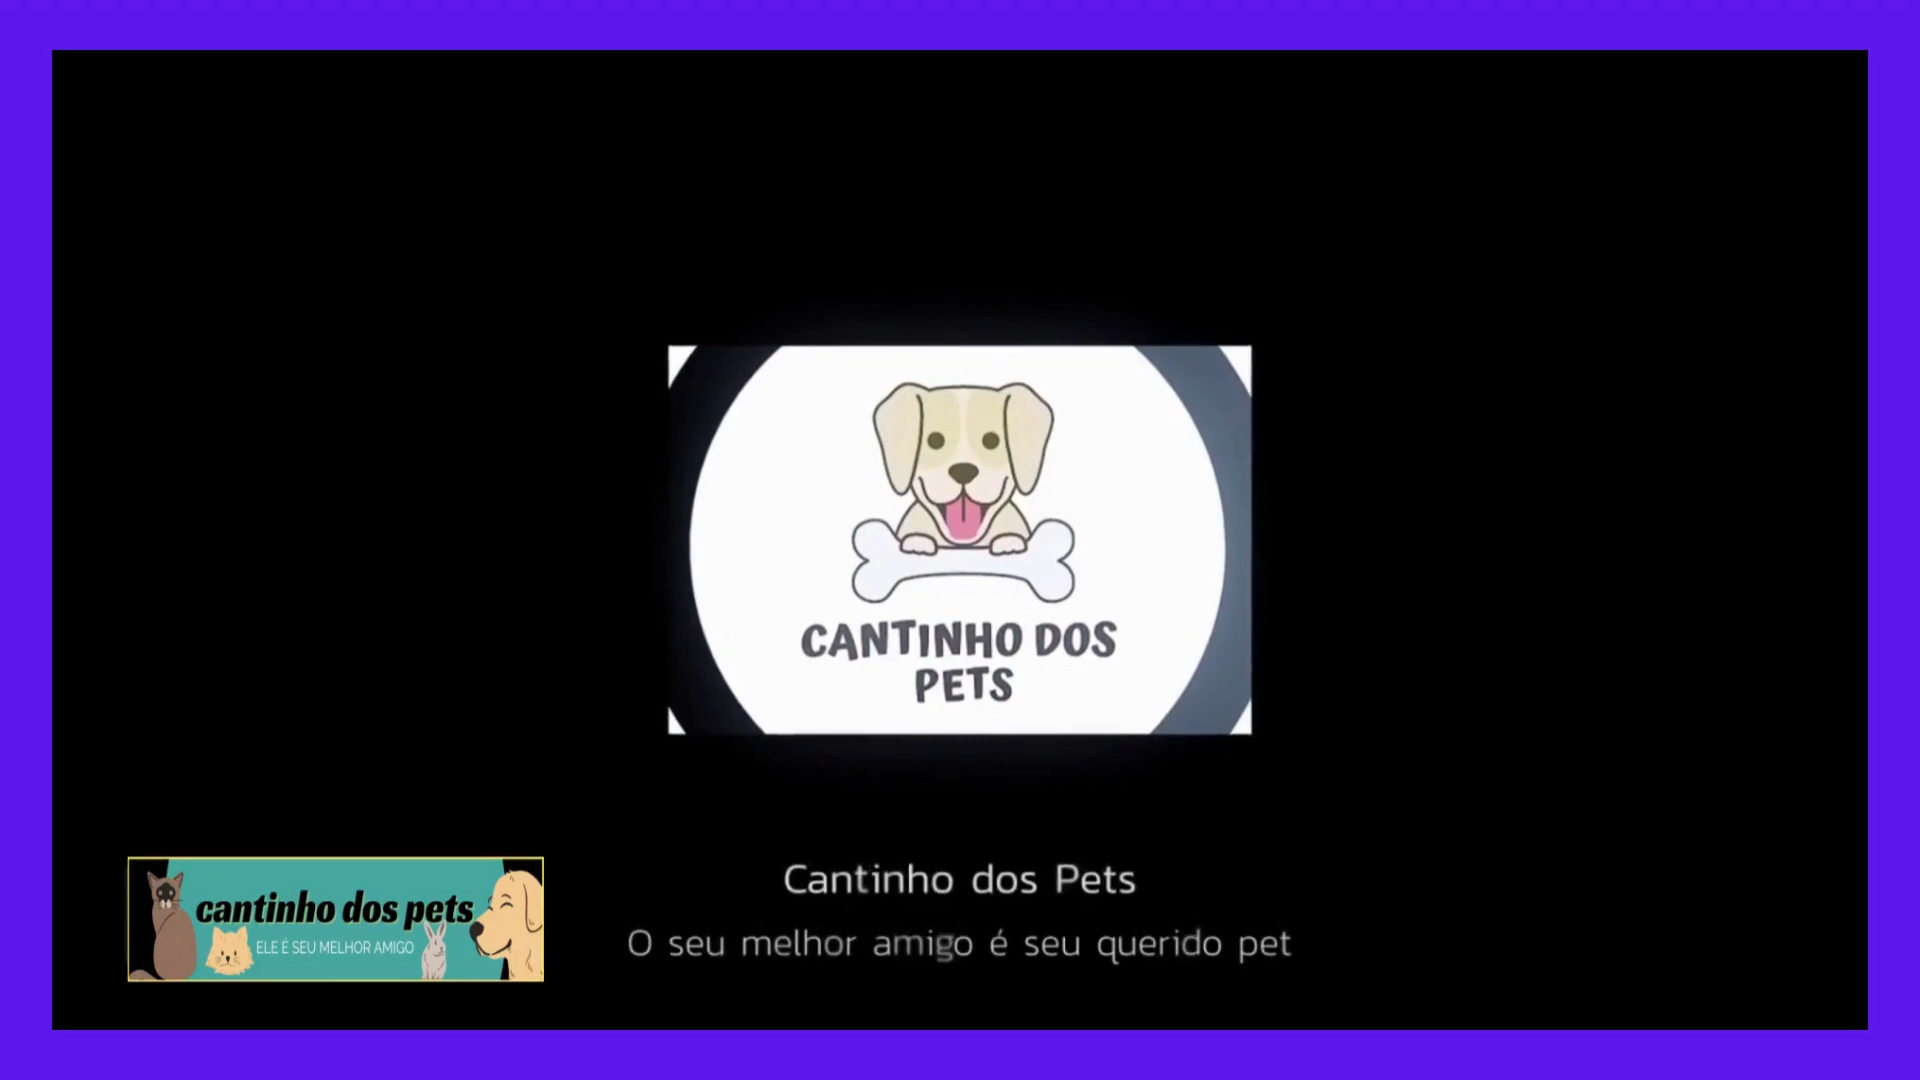 CANTINHO DOS
PETS
cantinho dos pets
ELE É SEU MELHOR AMIGO
Cantinho dos Pets
O seu melhor amigo é seu querido pet